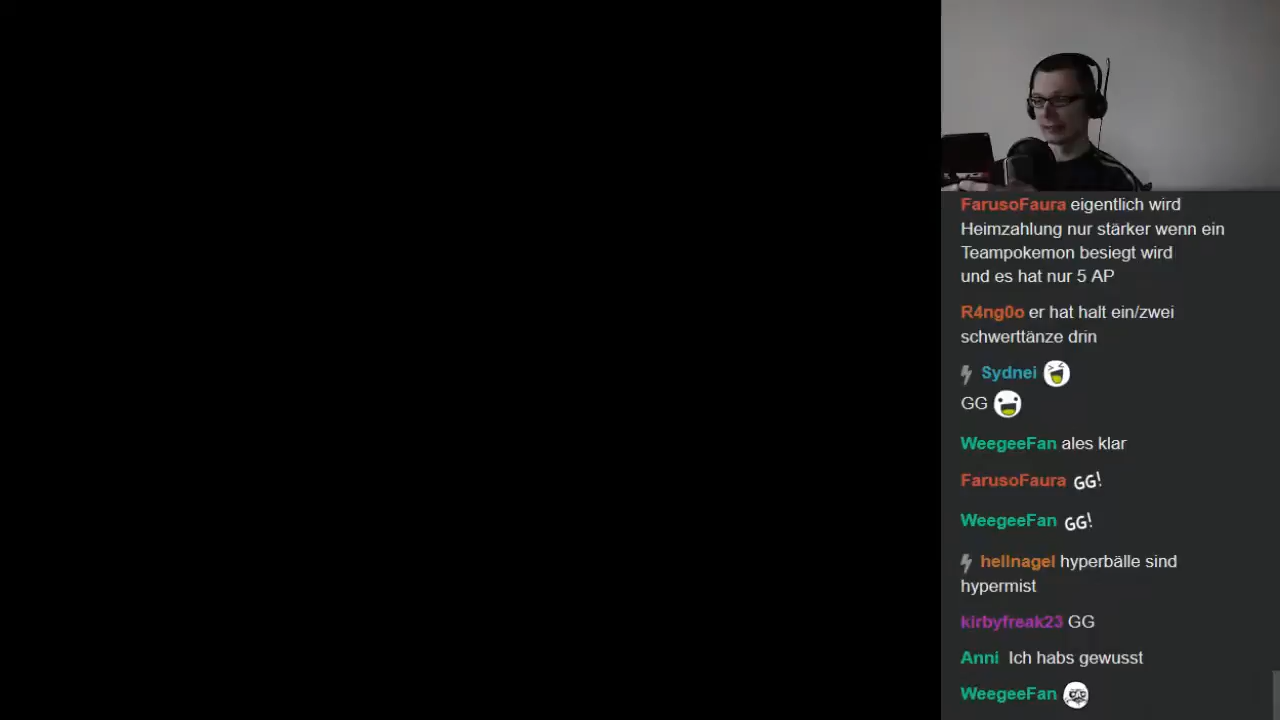 FarusoFaura eigentlich wird
Heimzahlung nur stärker wenn ein
Teampokemon besiegt wird
und es hat nur 5 AP
R4ng0o er hat halt ein/zwei
schwerttänze drin
Sydnei
GG
WeegeeFan ales klar
FarusoFaura GG!
WeegeeFan GG!
hellnagel hyperbälle sind
hypermist
kirbyfreak23 GG
Anni Ich habs gewusst
WeegeeFan